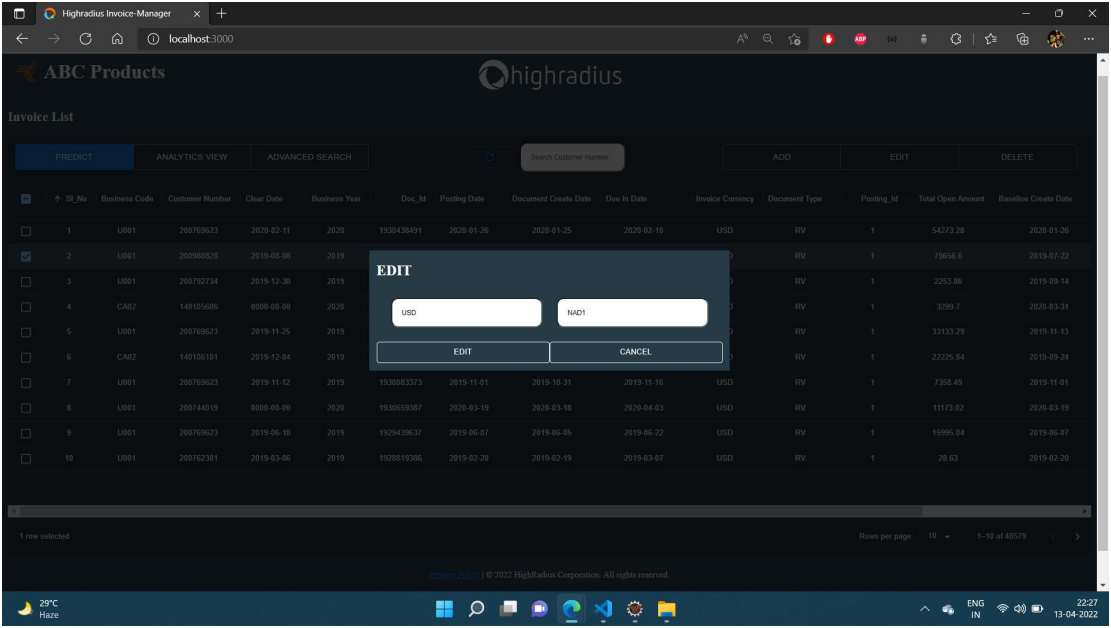 Highradius Invoice-Manager
localhost:3000
ABC Products
highradius
Invoice List
PREDICT ANALYTICS VIEW ADVANCED SEARCH Search Customer Number ADD EDIT DELETE
Sl_No Business Code Customer Number Clear Date Business Year Doc_Id Posting Date Document Create Date Due In Date Invoice Currency Document Type Posting_Id Total Open Amount Baseline Create Date
1 U001 200769623 2020-02-11 2020 1930438491 2020-01-26 2020-01-25 2020-02-10 USD RV 1 54273.28 2020-01-26
2 U001 200980828 2019-08-08 2019 RV 1 79656.6 2019-07-22
3 U001 200792734 2019-12-30 2019 RV 1 2253.86 2019-09-14
4 CA02 140105686 0000-00-00 2020 RV 1 3299.7 2020-03-31
5 U001 200769623 2019-11-25 2019 RV 1 33133.29 2019-11-13
6 CA02 140106181 2019-12-04 2019 RV 1 22225.84 2019-09-24
7 U001 200769623 2019-11-12 2019 1930083373 2019-11-01 2019-10-31 2019-11-16 USD RV 1 7358.49 2019-11-01
8 U001 200744019 0000-00-00 2020 1930659387 2020-03-19 2020-03-18 2020-04-03 USD RV 1 11173.02 2020-03-19
9 U001 200769623 2019-06-18 2019 1929439637 2019-06-07 2019-06-05 2019-06-22 USD RV 1 15995.04 2019-06-07
10 U001 200762301 2019-03-06 2019 1928819386 2019-02-20 2019-02-19 2019-03-07 USD RV 1 28.63 2019-02-20
EDIT
USD NAD1
EDIT CANCEL
1 row selected Rows per page: 10 1–10 of 48579
Privacy Policy | © 2022 HighRadius Corporation. All rights reserved.
29°C
Haze
ENG
IN
22:27
13-04-2022